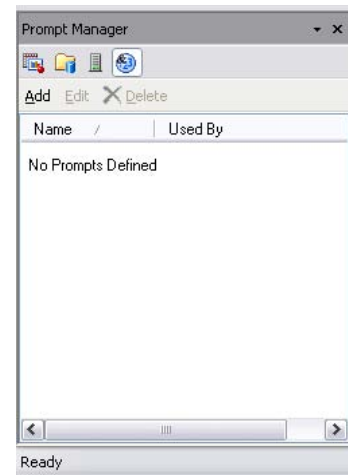 Prompt Manager
Add Edit Delete
Name Used By
No Prompts Defined
Ready